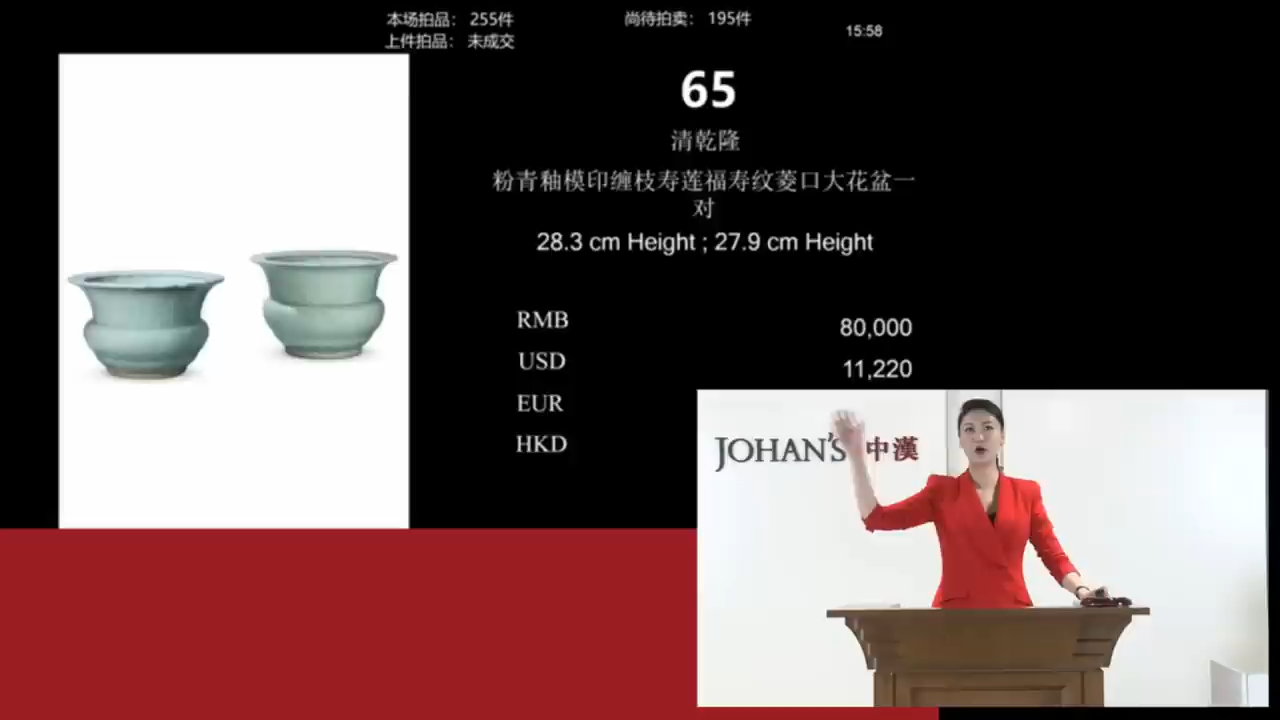 本场拍品： 255件
尚待拍卖： 195件
上件拍品： 未成交
15:58
65
清乾隆
粉青釉模印缠枝寿莲福寿纹菱口大花盆一
对
28.3 cm Height ; 27.9 cm Height
RMB 80,000
USD 11,220
EUR
HKD
JOHAN'S 中漢